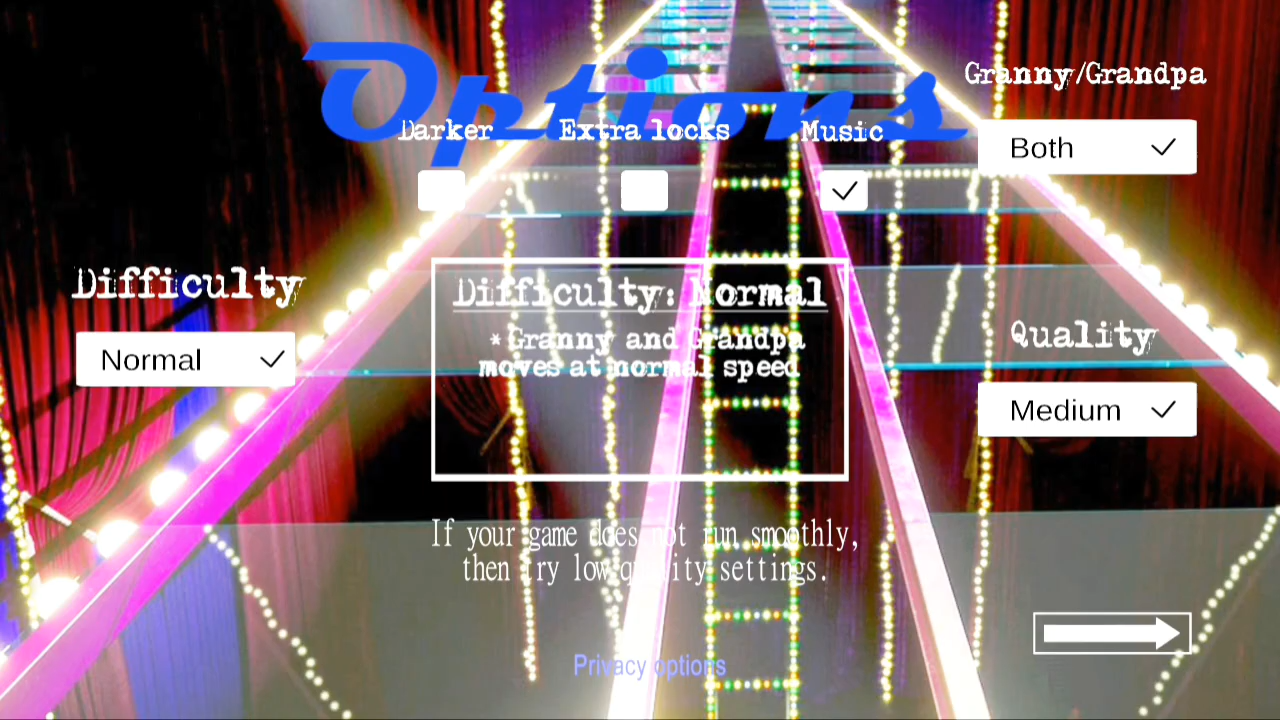 Options
Granny/Grandpa
Darker
Extra locks
Music
Both
Difficulty
Normal
Difficulty: Normal
*Granny and Grandpa
moves at normal speed
Quality
Medium
If your game does not run smoothly,
then try low quality settings.
Privacy options